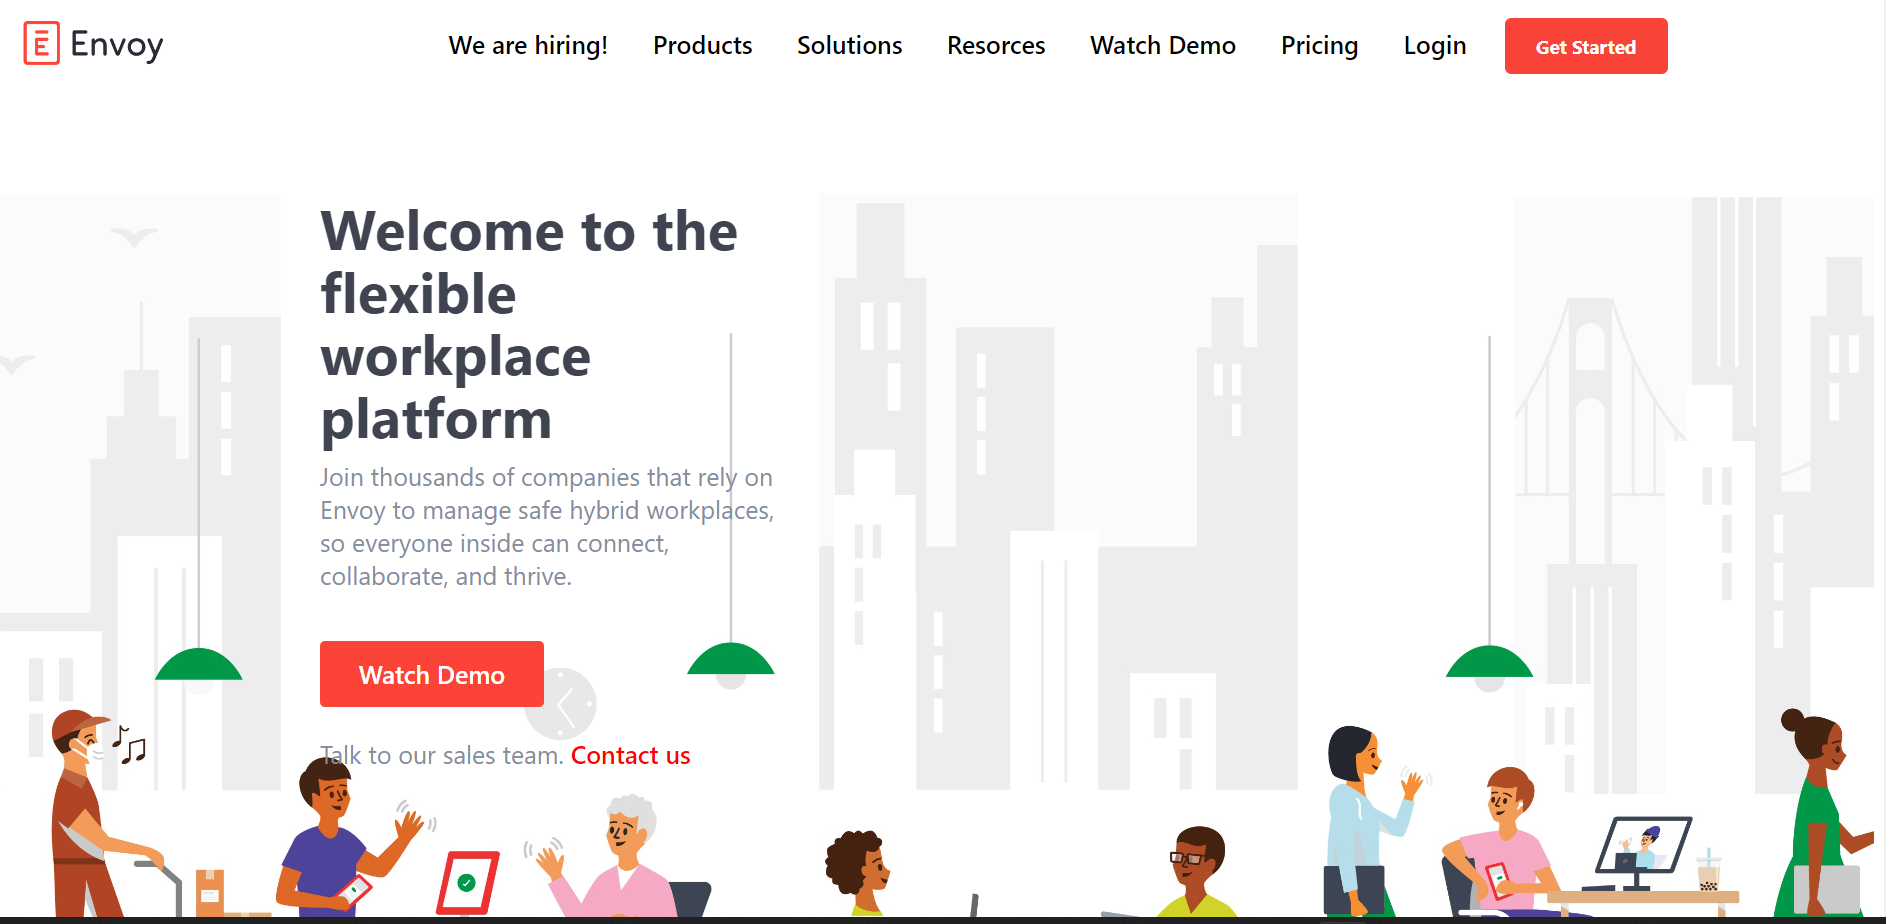 Envoy
We are hiring! Products Solutions Resorces Watch Demo Pricing Login Get Started
Welcome to the
flexible
workplace
platform
Join thousands of companies that rely on
Envoy to manage safe hybrid workplaces,
so everyone inside can connect,
collaborate, and thrive.
Watch Demo
Talk to our sales team. Contact us